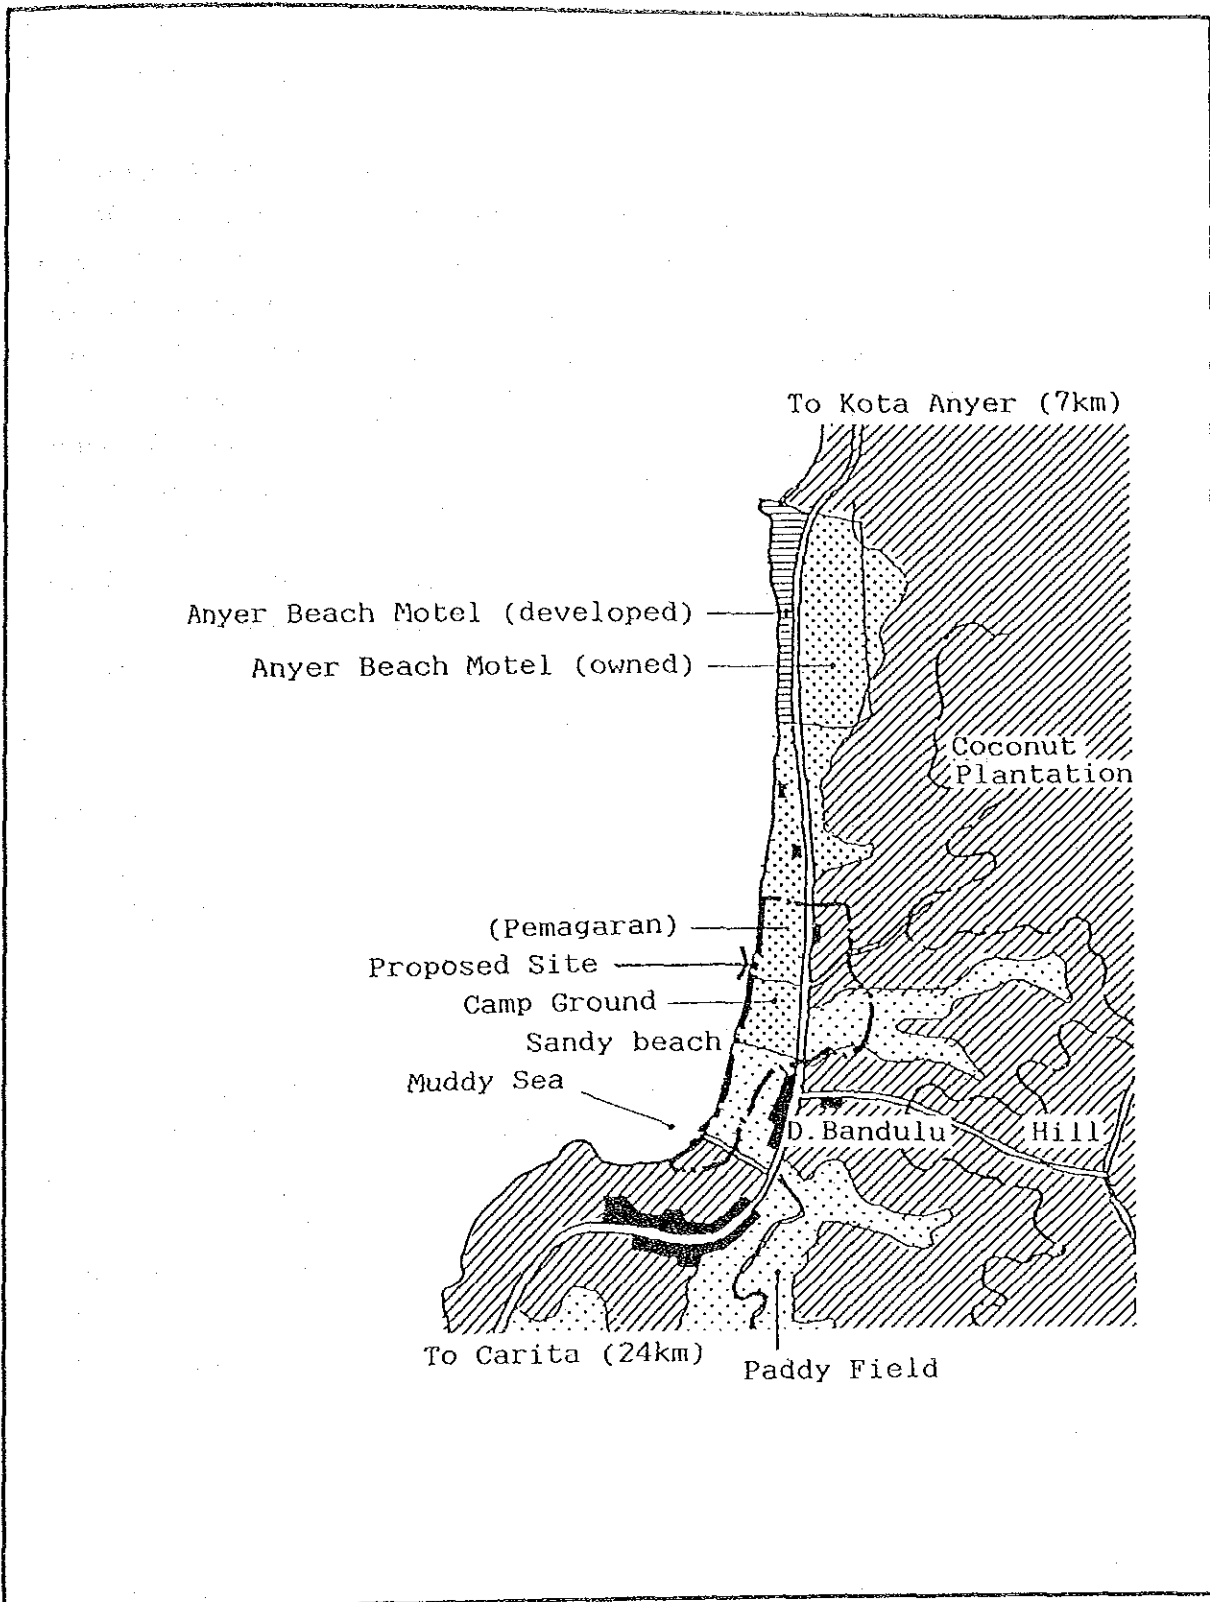 To Kota Anyer (7km)
Anyer Beach Motel (developed)
Anyer Beach Motel (owned)
Coconut
Plantation
(Pemagaran)
Proposed Site
Camp Ground
Sandy beach
Muddy Sea
D.Bandulu
Hill
To Carita (24km)
Paddy Field